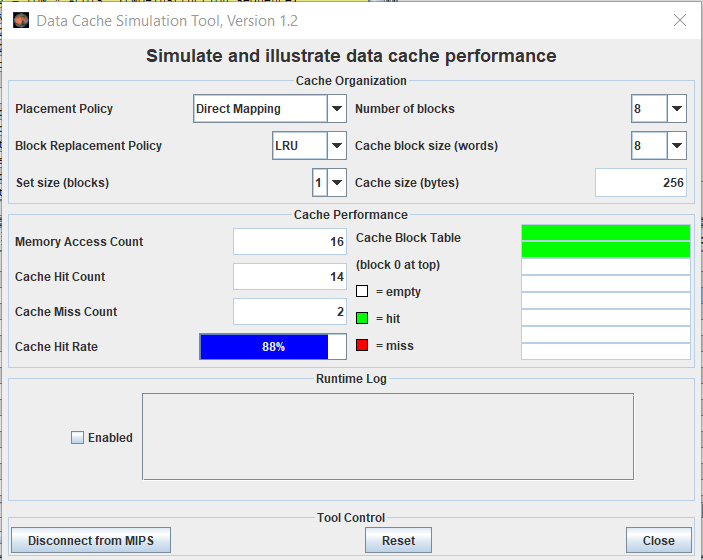 Data Cache Simulation Tool, Version 1.2
Simulate and illustrate data cache performance
Cache Organization
Placement Policy Direct Mapping Number of blocks 8
Block Replacement Policy LRU Cache block size (words) 8
Set size (blocks) 1 Cache size (bytes) 256
Cache Performance
Memory Access Count 16 Cache Block Table
(block 0 at top)
Cache Hit Count 14
= empty
Cache Miss Count 2 = hit
Cache Hit Rate 88% = miss
Runtime Log
Enabled
Tool Control
Disconnect from MIPS Reset Close